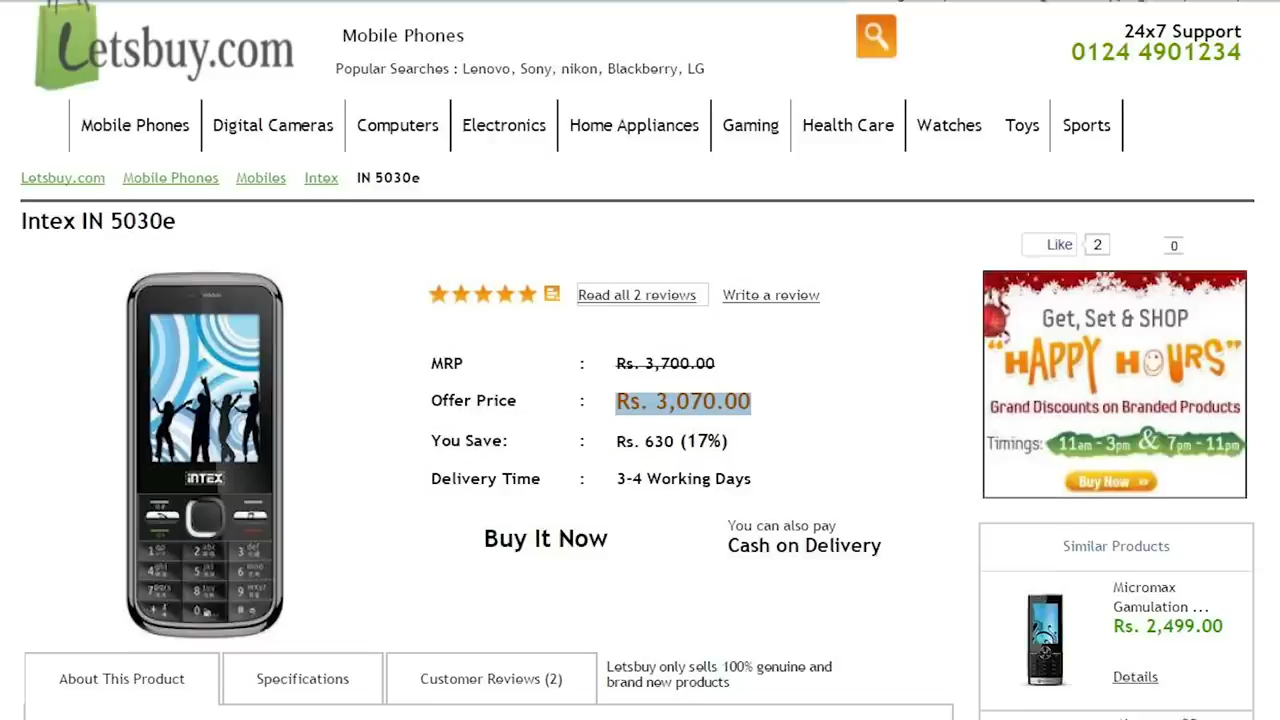 Letsbuy.com
Mobile Phones
Popular Searches : Lenovo, Sony, nikon, Blackberry, LG
24x7 Support
0124 4901234
Mobile Phones Digital Cameras Computers Electronics Home Appliances Gaming Health Care Watches Toys Sports
Letsbuy.com Mobile Phones Mobiles Intex IN 5030e
Intex IN 5030e
Like 2 0
Read all 2 reviews Write a review
MRP : Rs. 3,700.00
Offer Price : Rs. 3,070.00
You Save: : Rs. 630 (17%)
Delivery Time : 3-4 Working Days
Buy It Now
You can also pay
Cash on Delivery
INTEX
Get, Set & SHOP
"HAPPY HOURS"
Grand Discounts on Branded Products
Timings: 11am - 3pm & 7pm - 11pm
Buy Now »
Similar Products
Micromax
Gamulation ...
Rs. 2,499.00
Details
About This Product Specifications Customer Reviews (2)
Letsbuy only sells 100% genuine and
brand new products